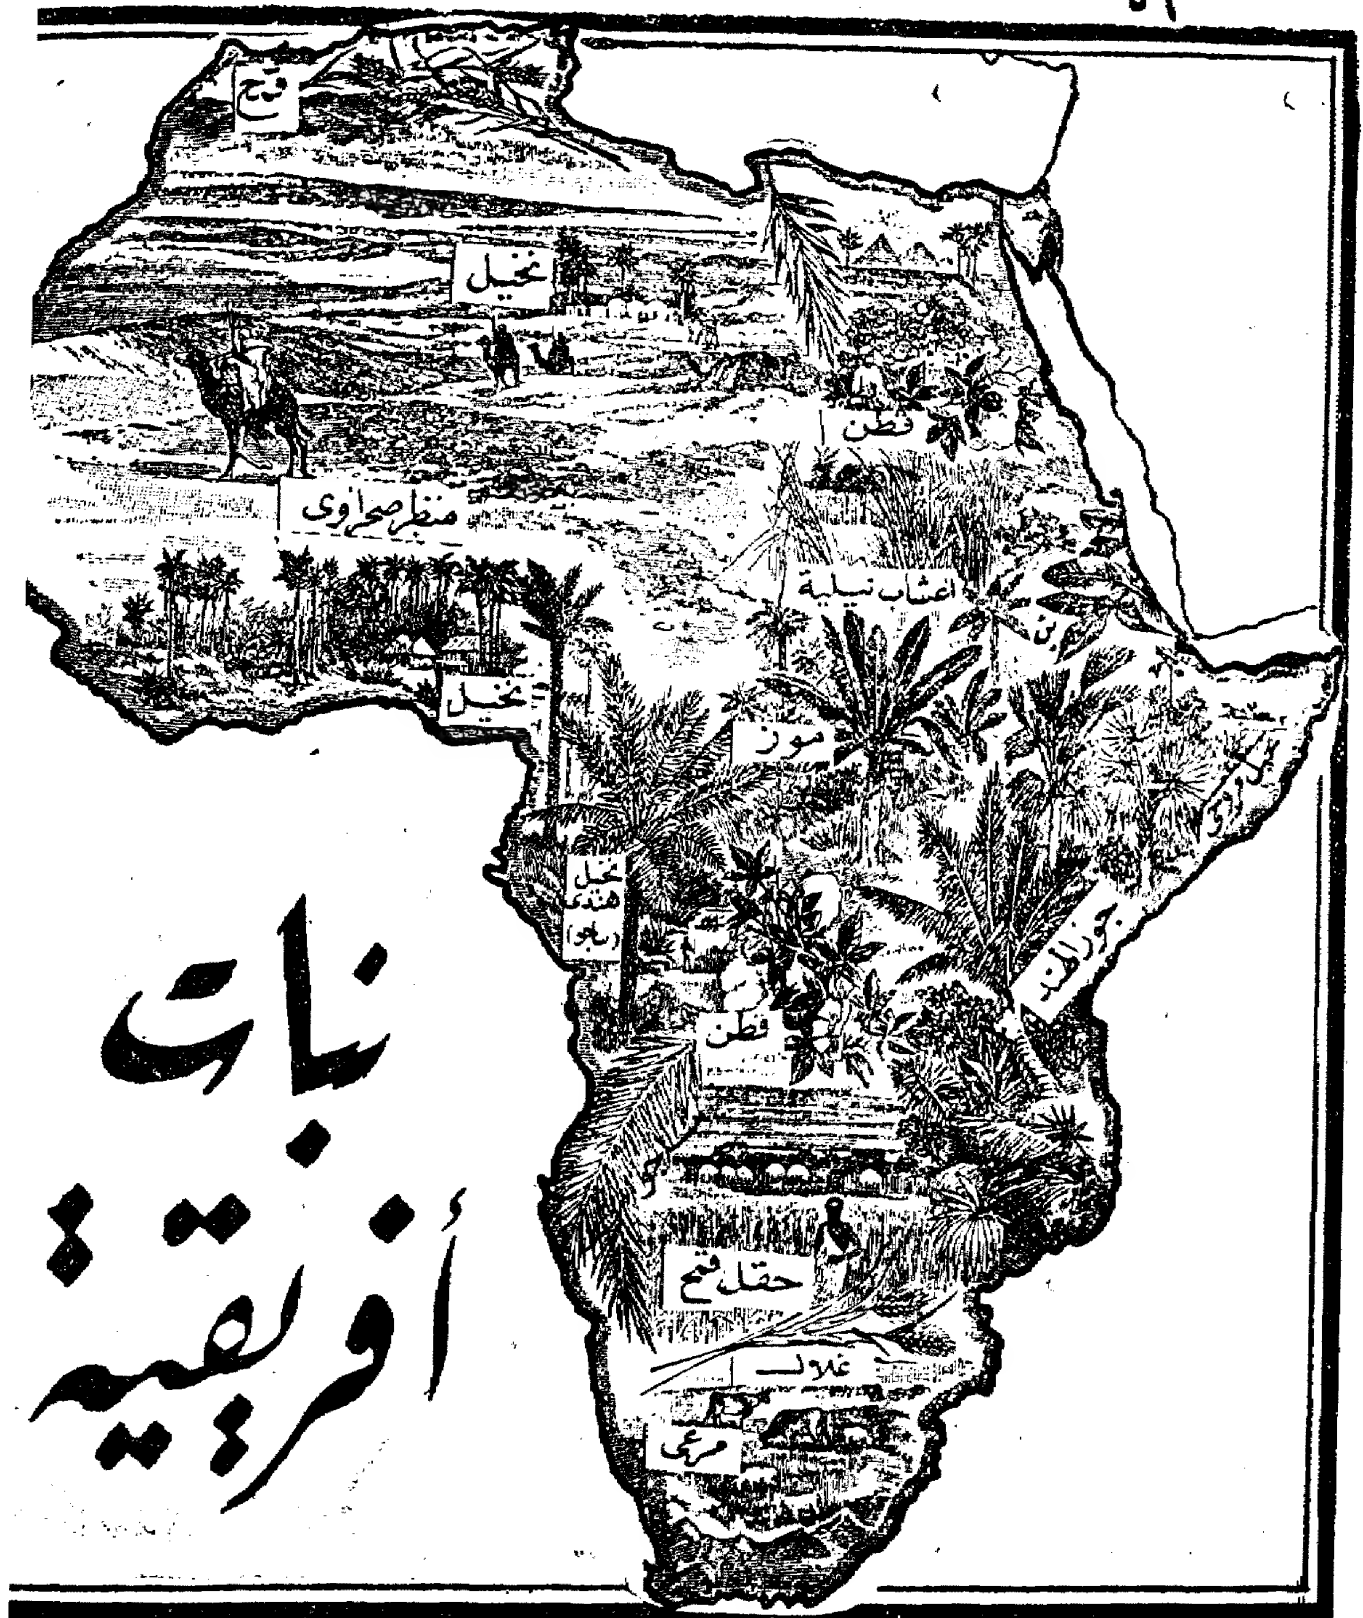 قمح
نخيل
قطن
منظر صحراوى
اعشاب نيلية
بن
نخيل
موز
نخيل
هندى
(ساجو)
جوز الهند
قطن
حقل قمح
غلال
مرعى
نبات
أفريقية